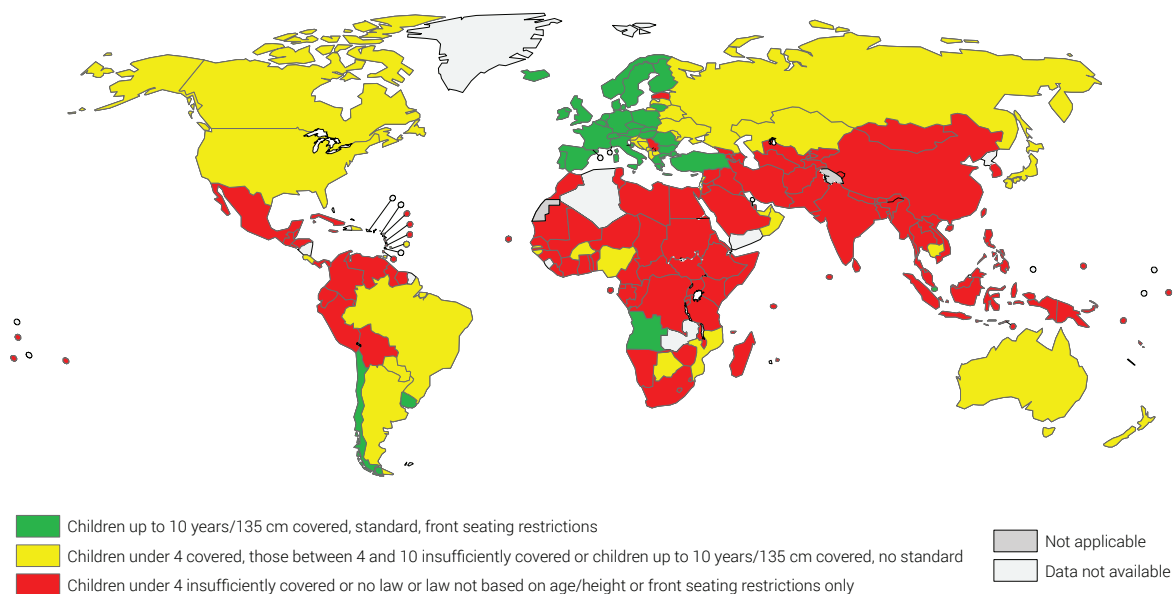 Children up to 10 years/135 cm covered, standard, front seating restrictions
Children under 4 covered, those between 4 and 10 insufficiently covered or children up to 10 years/135 cm covered, no standard
Children under 4 insufficiently covered or no law or law not based on age/height or front seating restrictions only
Not applicable
Data not available